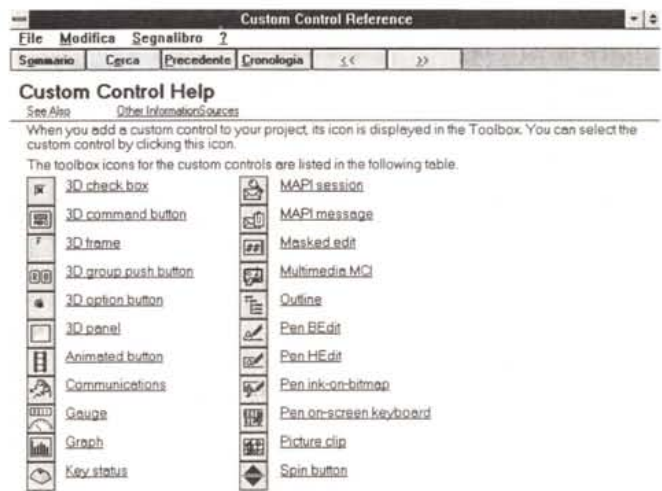 Custom Control Reference
File Modifica Segnalibro ?
Sommario Cerca Precedente Cronologia << >>
Custom Control Help
See Also Other InformationSources
When you add a custom control to your project, its icon is displayed in the Toolbox. You can select the
custom control by clicking this icon.
The toolbox icons for the custom controls are listed in the following table.
3D check box
3D command button
3D frame
3D group push button
3D option button
3D panel
Animated button
Communications
Gauge
Graph
Key status
MAPI session
MAPI message
Masked edit
##
Multimedia MCI
Outline
Pen BEdit
Pen HEdit
Pen ink-on-bitmap
Pen on-screen keyboard
Picture clip
Spin button